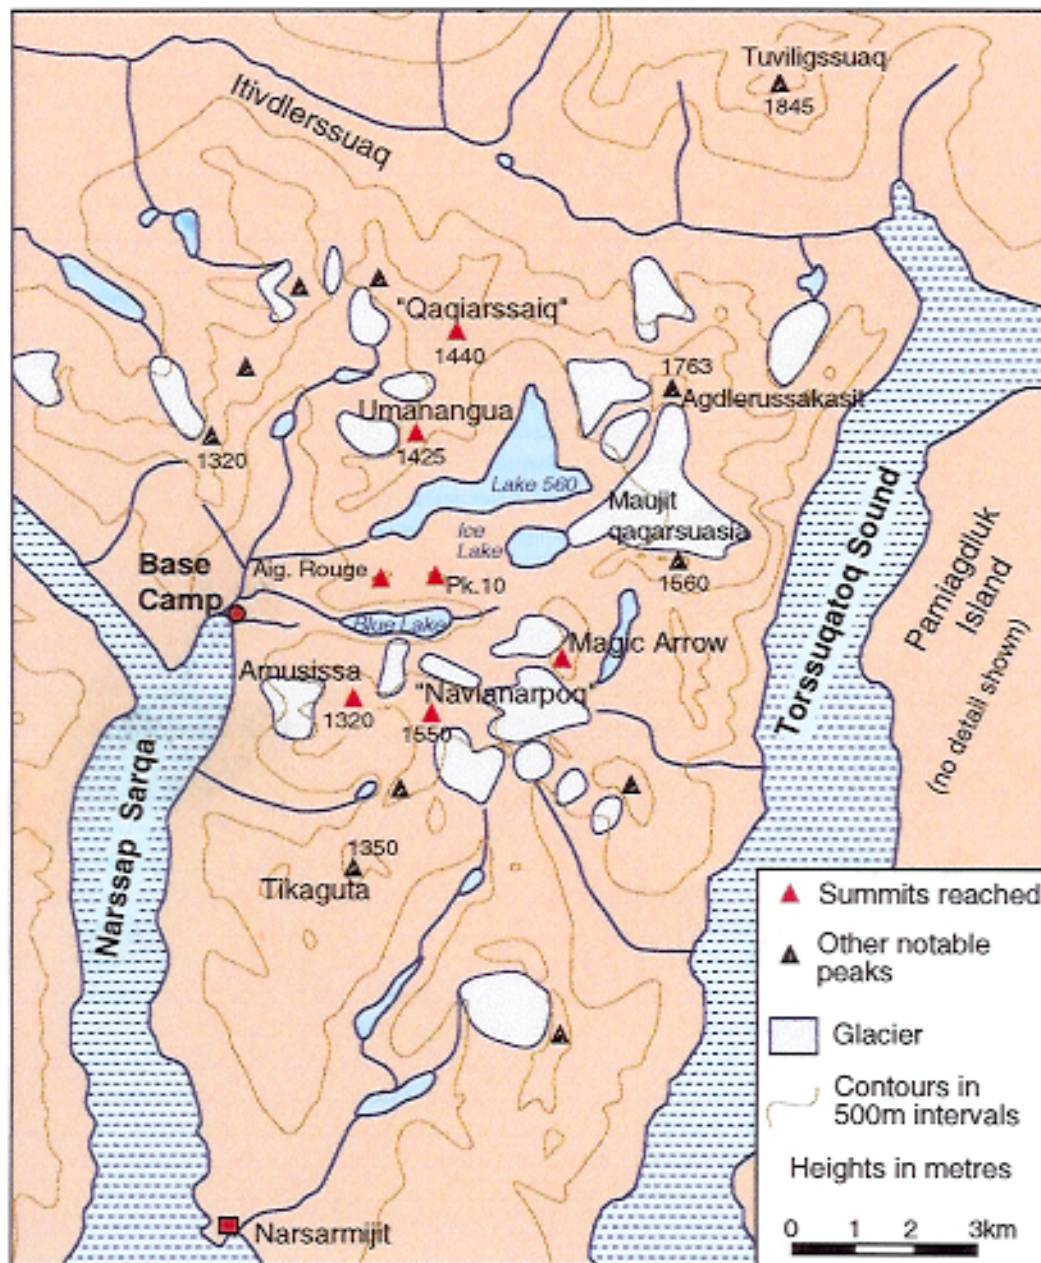 Tuviligssuaq
1845
Itivdlerssuaq
"Qaqiarssaiq"
1440
1763
Agdlerussakasit
Umanangua
1425
1320
Lake 560
Maujit
qaqarsuasia
1560
Ice
Lake
Base
Camp
Aig. Rouge
Pk.10
Blue Lake
Magic Arrow
Arnusissa
1320
"Navianarpoq"
1550
1350
Tikaguta
Narssap Sarqa
Torssuqatoq Sound
Pamiagdluk
Island
(no detail shown)
Narsarmijit
Summits reached
Other notable
peaks
Glacier
Contours in
500m intervals
Heights in metres
0 1 2 3km